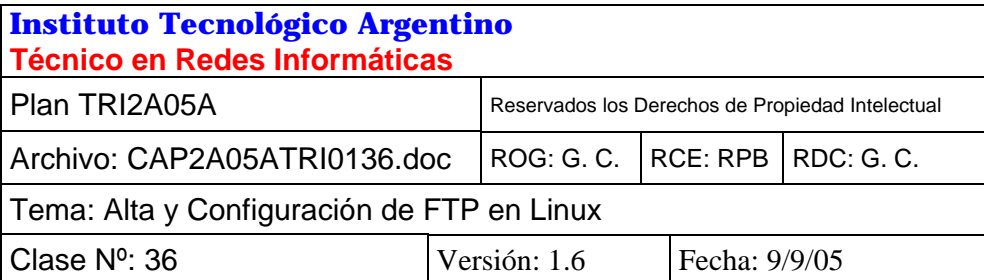 Instituto Tecnológico Argentino
Técnico en Redes Informáticas
Plan TRI2A05A Reservados los Derechos de Propiedad Intelectual
Archivo: CAP2A05ATRI0136.doc ROG: G. C. RCE: RPB RDC: G. C.
Tema: Alta y Configuración de FTP en Linux
Clase Nº: 36 Versión: 1.6 Fecha: 9/9/05